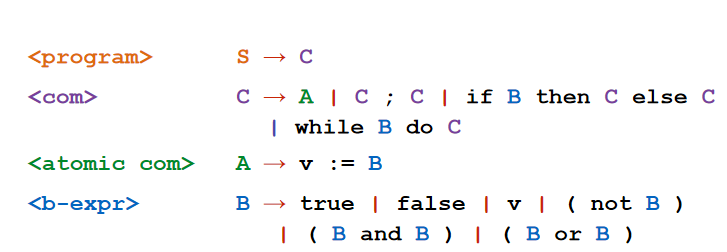 <program> S → C
<com> C → A | C ; C | if B then C else C
| while B do C
<atomic com> A → v := B
<b-expr> B → true | false | v | ( not B )
| ( B and B ) | ( B or B )